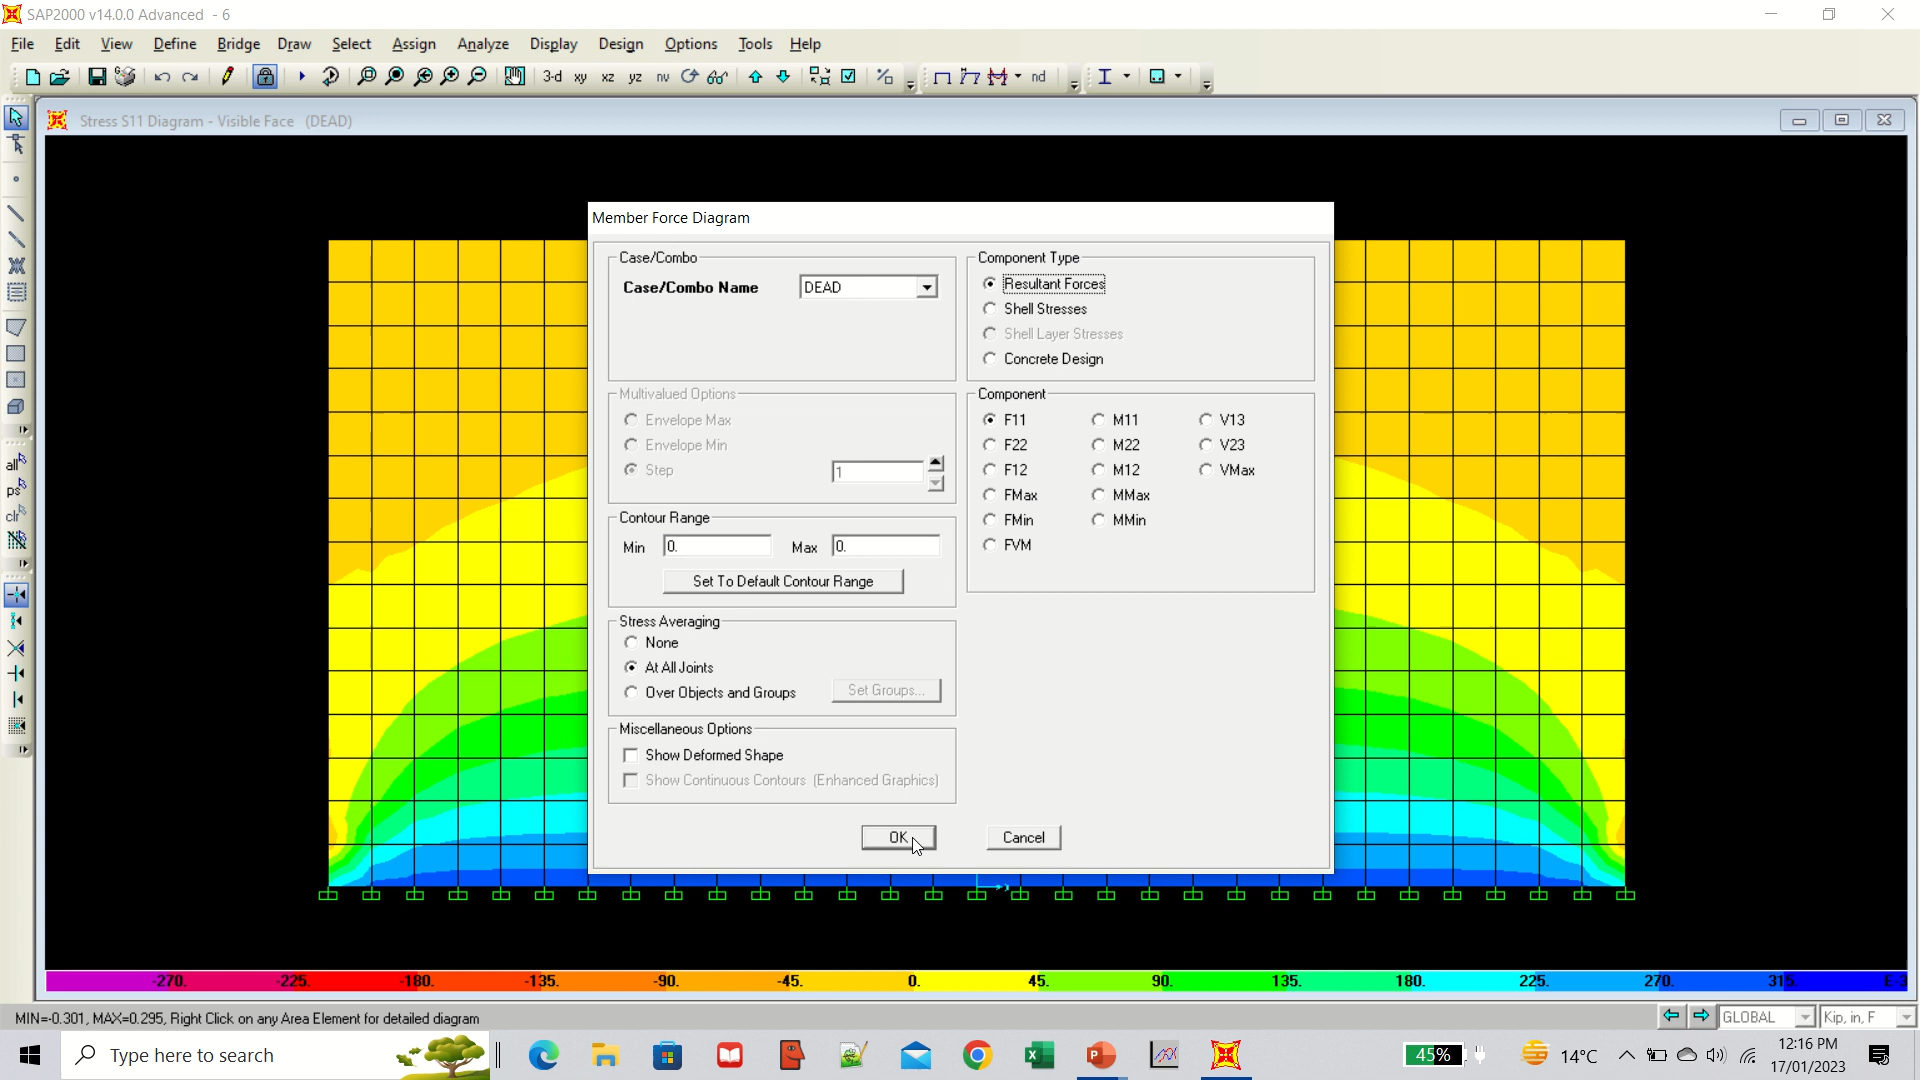 SAP2000 v14.0.0 Advanced - 6
File Edit View Define Bridge Draw Select Assign Analyze Display Design Options Tools Help
3-d xy xz yz nv nd
Stress S11 Diagram - Visible Face (DEAD)
all
ps
clr
Member Force Diagram
Case/Combo
Case/Combo Name DEAD
Multivalued Options
Envelope Max
Envelope Min
Step 1
Contour Range
Min 0. Max 0.
Set To Default Contour Range
Stress Averaging
None
At All Joints
Over Objects and Groups Set Groups...
Miscellaneous Options
Show Deformed Shape
Show Continuous Contours (Enhanced Graphics)
Component Type
Resultant Forces
Shell Stresses
Shell Layer Stresses
Concrete Design
Component
F11 M11 V13
F22 M22 V23
F12 M12 VMax
FMax MMax
FMin MMin
FVM
OK Cancel
-270. -225. -180. -135. -90. -45. 0. 45. 90. 135. 180. 225. 270. 315 E-3
MIN=-0.301, MAX=0.295, Right Click on any Area Element for detailed diagram GLOBAL Kip, in, F
Type here to search 45% 14°C 12:16 PM
17/01/2023